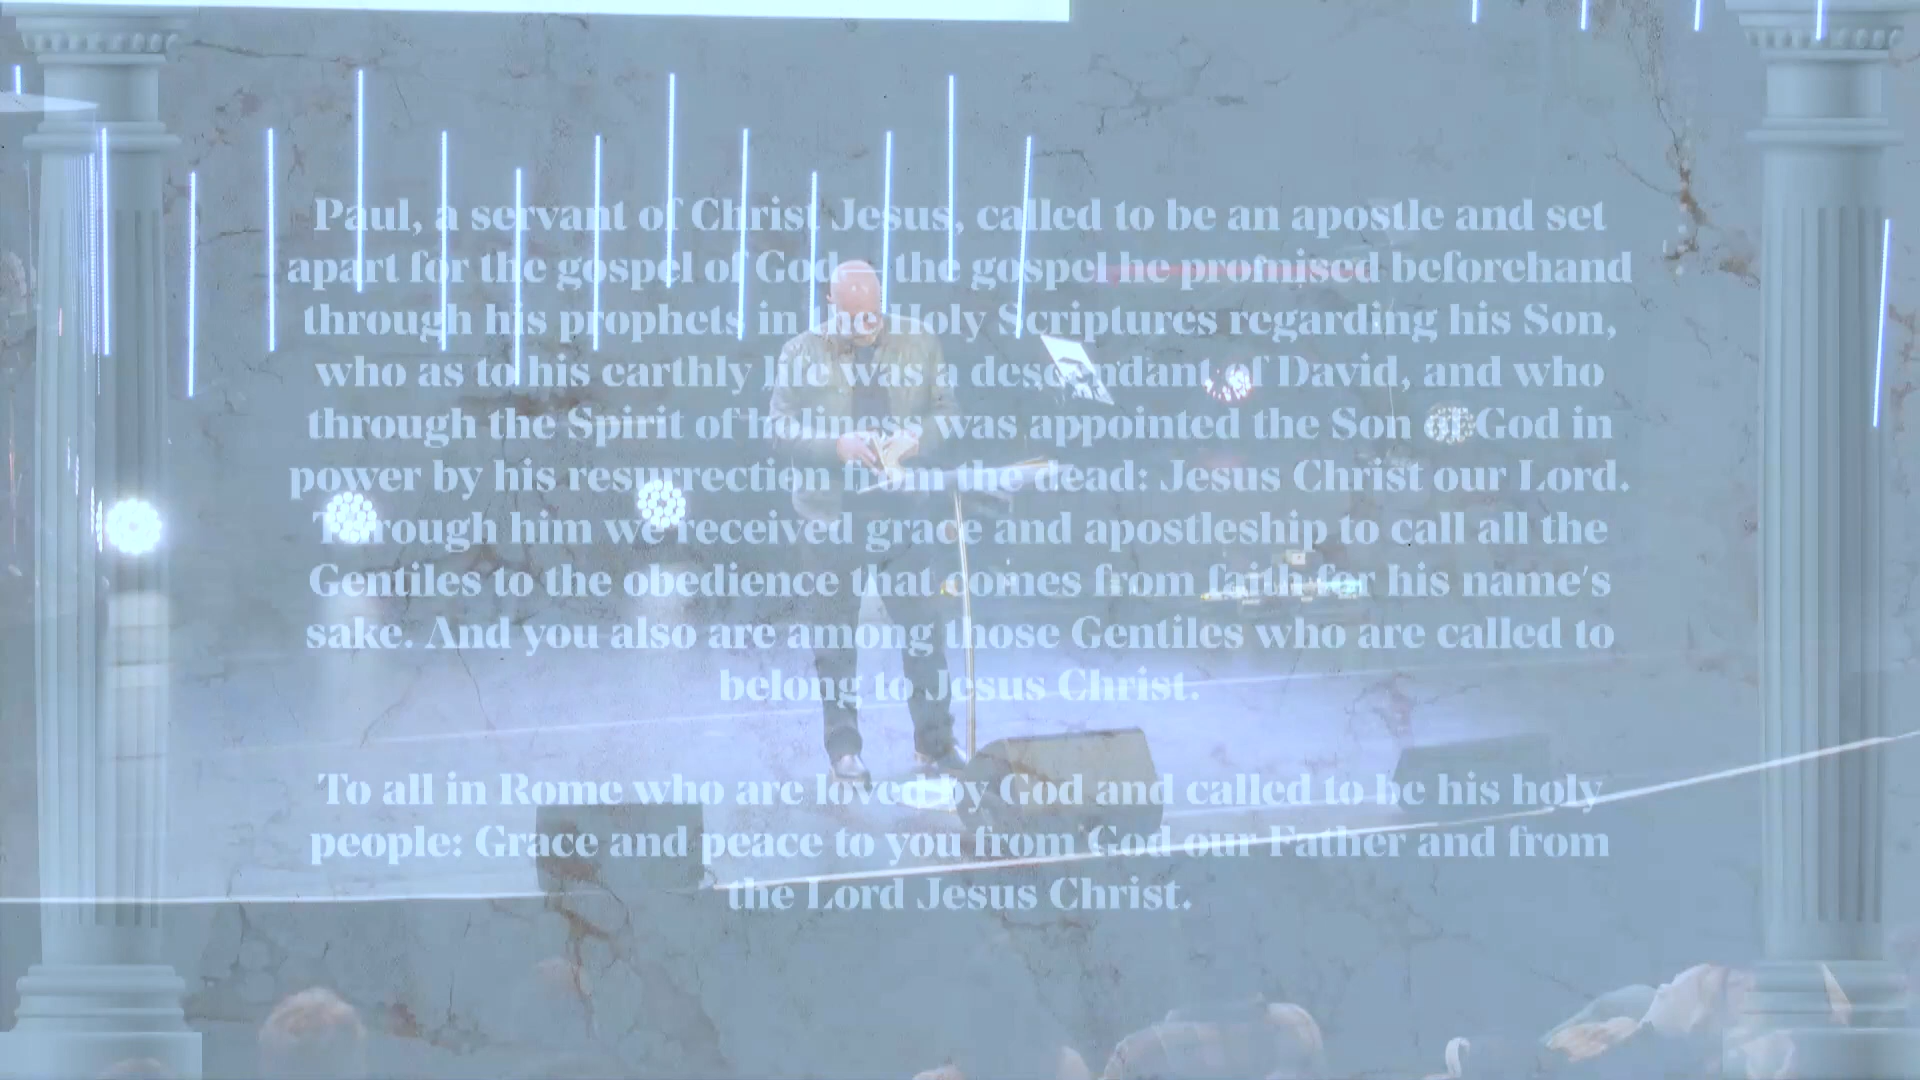 Paul, a servant of Christ Jesus, called to be an apostle and set
apart for the gospel of God – the gospel he promised beforehand
through his prophets in the Holy Scriptures regarding his Son,
who as to his earthly life was a descendant of David, and who
through the Spirit of holiness was appointed the Son of God in
power by his resurrection from the dead: Jesus Christ our Lord.
Through him we received grace and apostleship to call all the
Gentiles to the obedience that comes from faith for his name's
sake. And you also are among those Gentiles who are called to
belong to Jesus Christ.
To all in Rome who are loved by God and called to be his holy
people: Grace and peace to you from God our Father and from
the Lord Jesus Christ.